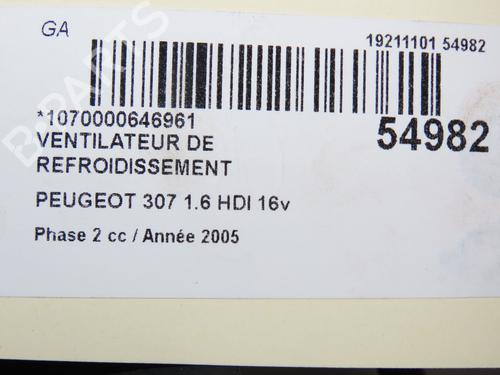 GA
19211101 54982
*1070000646961
54982
VENTILATEUR DE
REFROIDISSEMENT
PEUGEOT 307 1.6 HDI 16v
Phase 2 cc / Année 2005
B-PARTS